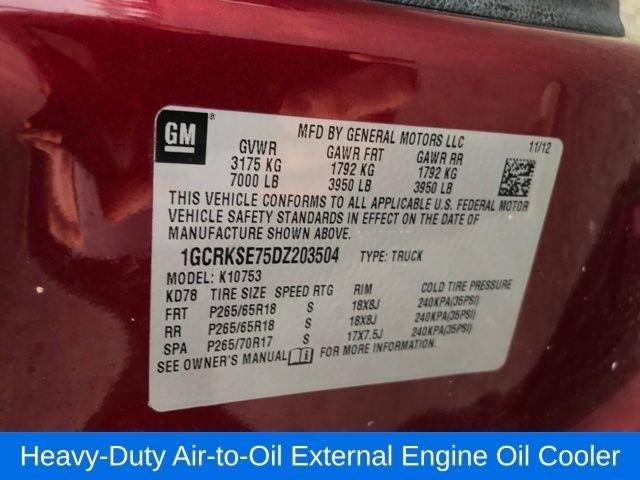 GM
MFD BY GENERAL MOTORS LLC
11/12
GVWR GAWR FRT GAWR RR
3175 KG 1792 KG 1792 KG
7000 LB 3950 LB 3950 LB
THIS VEHICLE CONFORMS TO ALL APPLICABLE U.S. FEDERAL MOTOR
VEHICLE SAFETY STANDARDS IN EFFECT ON THE DATE OF
MANUFACTURE SHOWN ABOVE.
1GCRKSE75DZ203504 TYPE: TRUCK
MODEL: K10753
KD78 TIRE SIZE SPEED RTG RIM COLD TIRE PRESSURE
FRT P265/65R18 S 18X8J 240KPA(35PSI)
RR P265/65R18 S 18X8J 240KPA(35PSI)
SPA P265/70R17 S 17X7.5J 240KPA(35PSI)
SEE OWNER'S MANUAL FOR MORE INFORMATION.
Heavy-Duty Air-to-Oil External Engine Oil Cooler